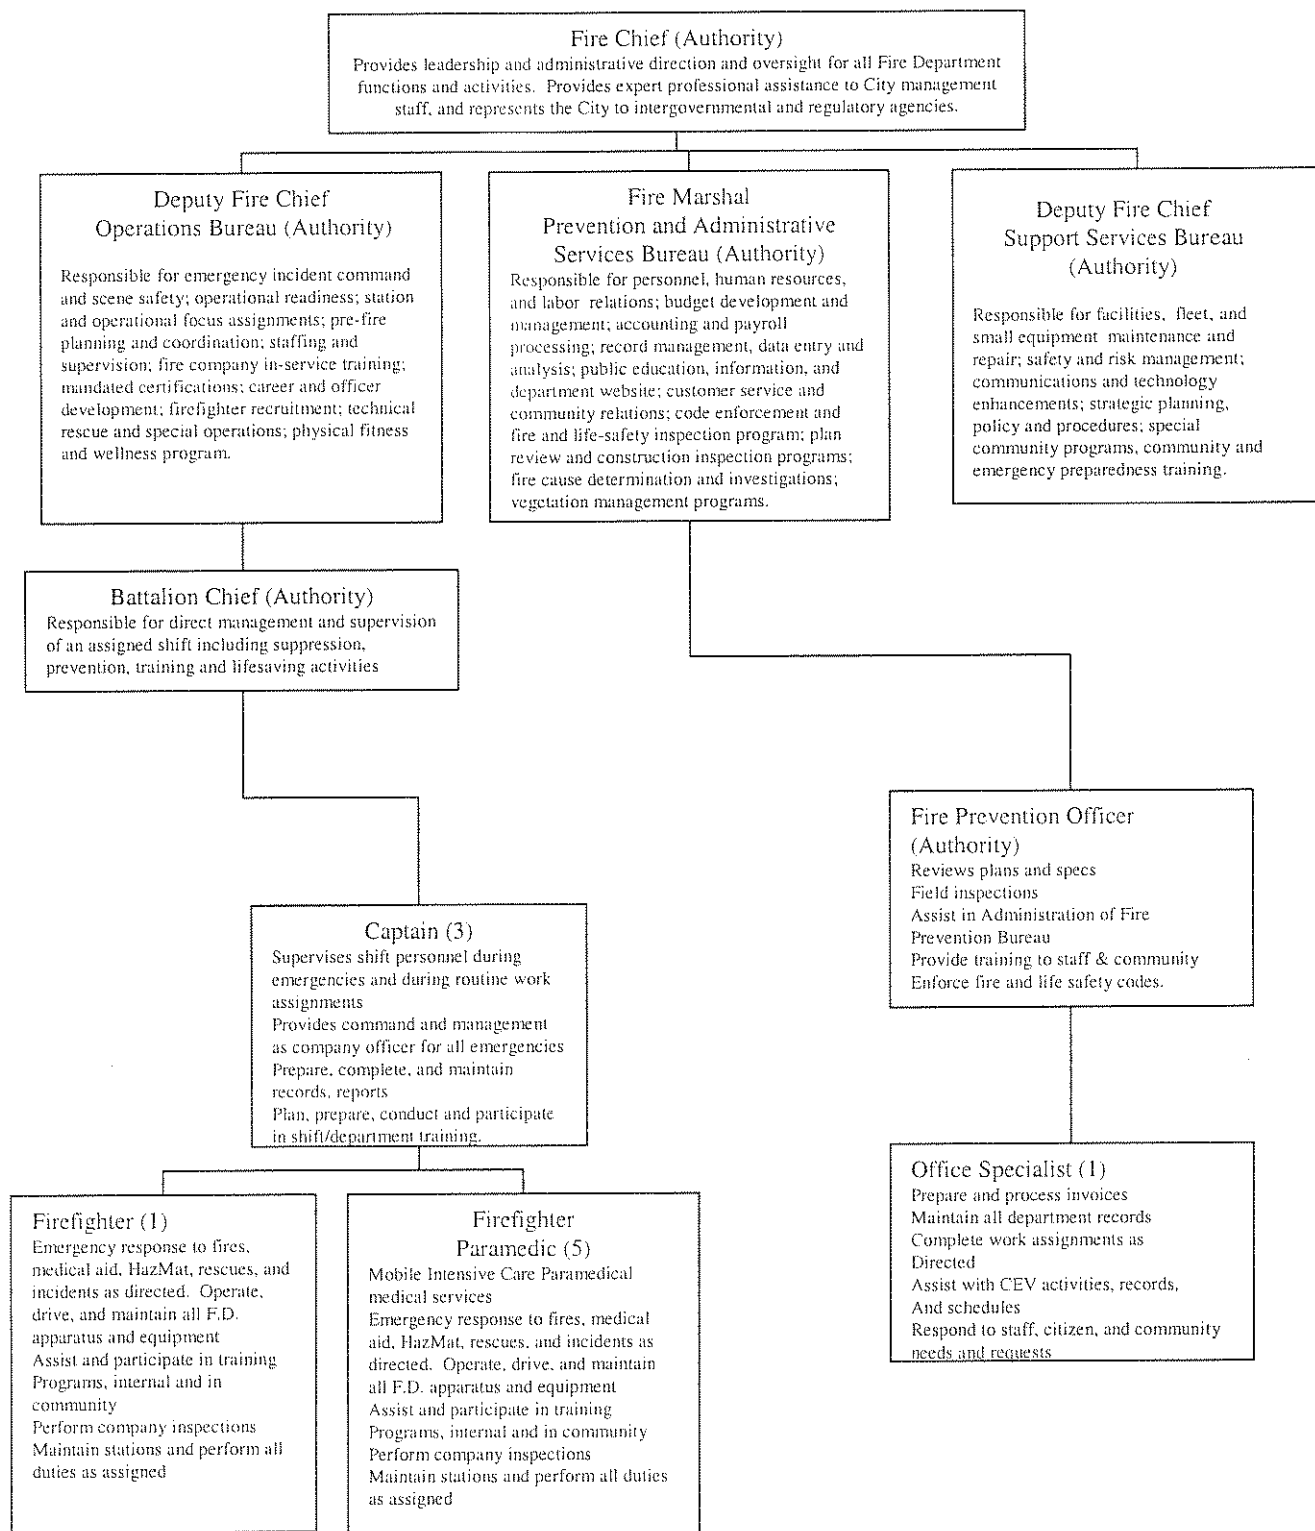 Fire Chief (Authority)
Provides leadership and administrative direction and oversight for all Fire Department
functions and activities. Provides expert professional assistance to City management
staff, and represents the City to intergovernmental and regulatory agencies.
Deputy Fire Chief
Operations Bureau (Authority)
Responsible for emergency incident command
and scene safety; operational readiness; station
and operational focus assignments; pre-fire
planning and coordination; staffing and
supervision; fire company in-service training;
mandated certifications; career and officer
development; firefighter recruitment; technical
rescue and special operations; physical fitness
and wellness program.
Fire Marshal
Prevention and Administrative
Services Bureau (Authority)
Responsible for personnel, human resources,
and labor relations; budget development and
management; accounting and payroll
processing; record management, data entry and
analysis; public education, information, and
department website; customer service and
community relations; code enforcement and
fire and life-safety inspection program; plan
review and construction inspection programs;
fire cause determination and investigations;
vegetation management programs.
Deputy Fire Chief
Support Services Bureau
(Authority)
Responsible for facilities, fleet, and
small equipment maintenance and
repair; safety and risk management;
communications and technology
enhancements; strategic planning,
policy and procedures; special
community programs, community and
emergency preparedness training.
Battalion Chief (Authority)
Responsible for direct management and supervision
of an assigned shift including suppression,
prevention, training and lifesaving activities
Fire Prevention Officer
(Authority)
Reviews plans and specs
Field inspections
Assist in Administration of Fire
Prevention Bureau
Provide training to staff & community
Enforce fire and life safety codes.
Captain (3)
Supervises shift personnel during
emergencies and during routine work
assignments
Provides command and management
as company officer for all emergencies
Prepare, complete, and maintain
records, reports
Plan, prepare, conduct and participate
in shift/department training.
Office Specialist (1)
Prepare and process invoices
Maintain all department records
Complete work assignments as
Directed
Assist with CEV activities, records,
And schedules
Respond to staff, citizen, and community
needs and requests
Firefighter (1)
Emergency response to fires,
medical aid, HazMat, rescues, and
incidents as directed. Operate,
drive, and maintain all F.D.
apparatus and equipment
Assist and participate in training
Programs, internal and in
community
Perform company inspections
Maintain stations and perform all
duties as assigned
Firefighter
Paramedic (5)
Mobile Intensive Care Paramedical
medical services
Emergency response to fires, medical
aid, HazMat, rescues, and incidents as
directed. Operate, drive, and maintain
all F.D. apparatus and equipment
Assist and participate in training
Programs, internal and in community
Perform company inspections
Maintain stations and perform all duties
as assigned